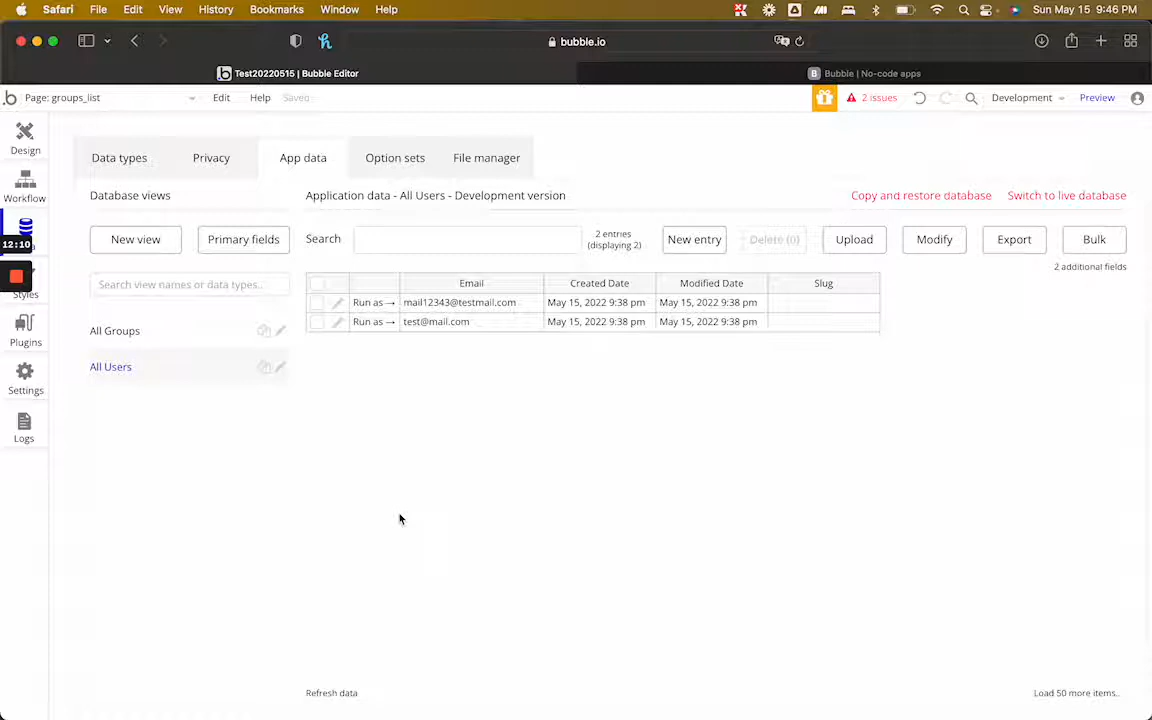 Safari File Edit View History Bookmarks Window Help Sun May 15 9:46 PM
bubble.io
Test20220515 | Bubble Editor
Bubble | No-code apps
Page: groups_list Edit Help Saved 2 issues Development Preview
Design
Workflow
12:10
Styles
Plugins
Settings
Logs
Data types Privacy App data Option sets File manager
Database views Application data - All Users - Development version Copy and restore database Switch to live database
New view Primary fields Search 2 entries (displaying 2) New entry Delete (0) Upload Modify Export Bulk
2 additional fields
Search view names or data types...
Email Created Date Modified Date Slug
Run as → mail12343@testmail.com May 15, 2022 9:38 pm May 15, 2022 9:38 pm
Run as → test@mail.com May 15, 2022 9:38 pm May 15, 2022 9:38 pm
All Groups
All Users
Refresh data Load 50 more items...